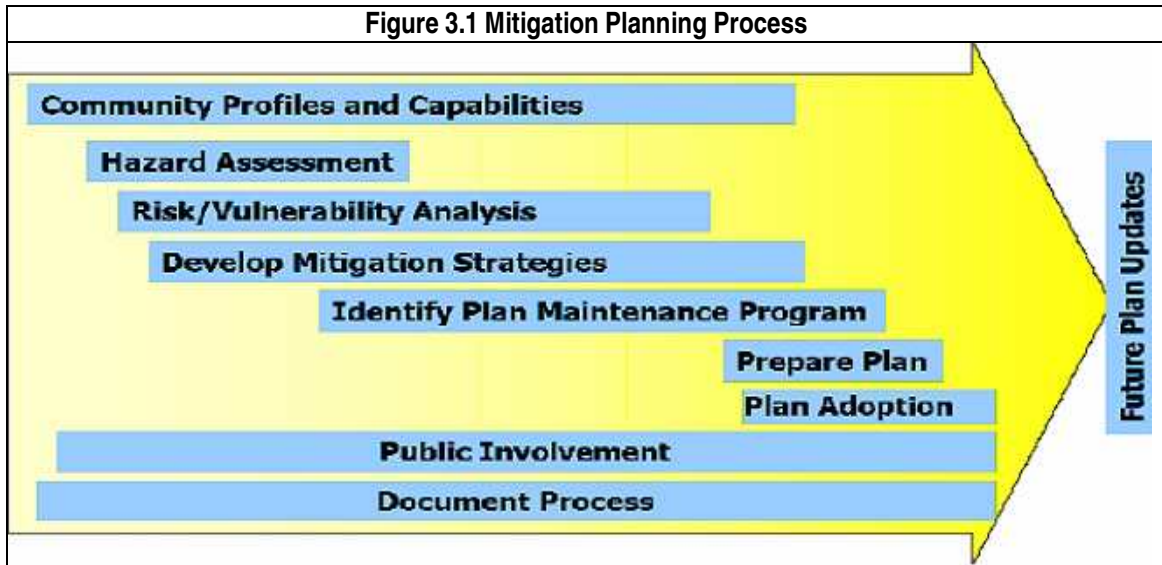 Figure 3.1 Mitigation Planning Process
Community Profiles and Capabilities
Hazard Assessment
Risk/Vulnerability Analysis
Develop Mitigation Strategies
Identify Plan Maintenance Program
Prepare Plan
Plan Adoption
Public Involvement
Document Process
Future Plan Updates